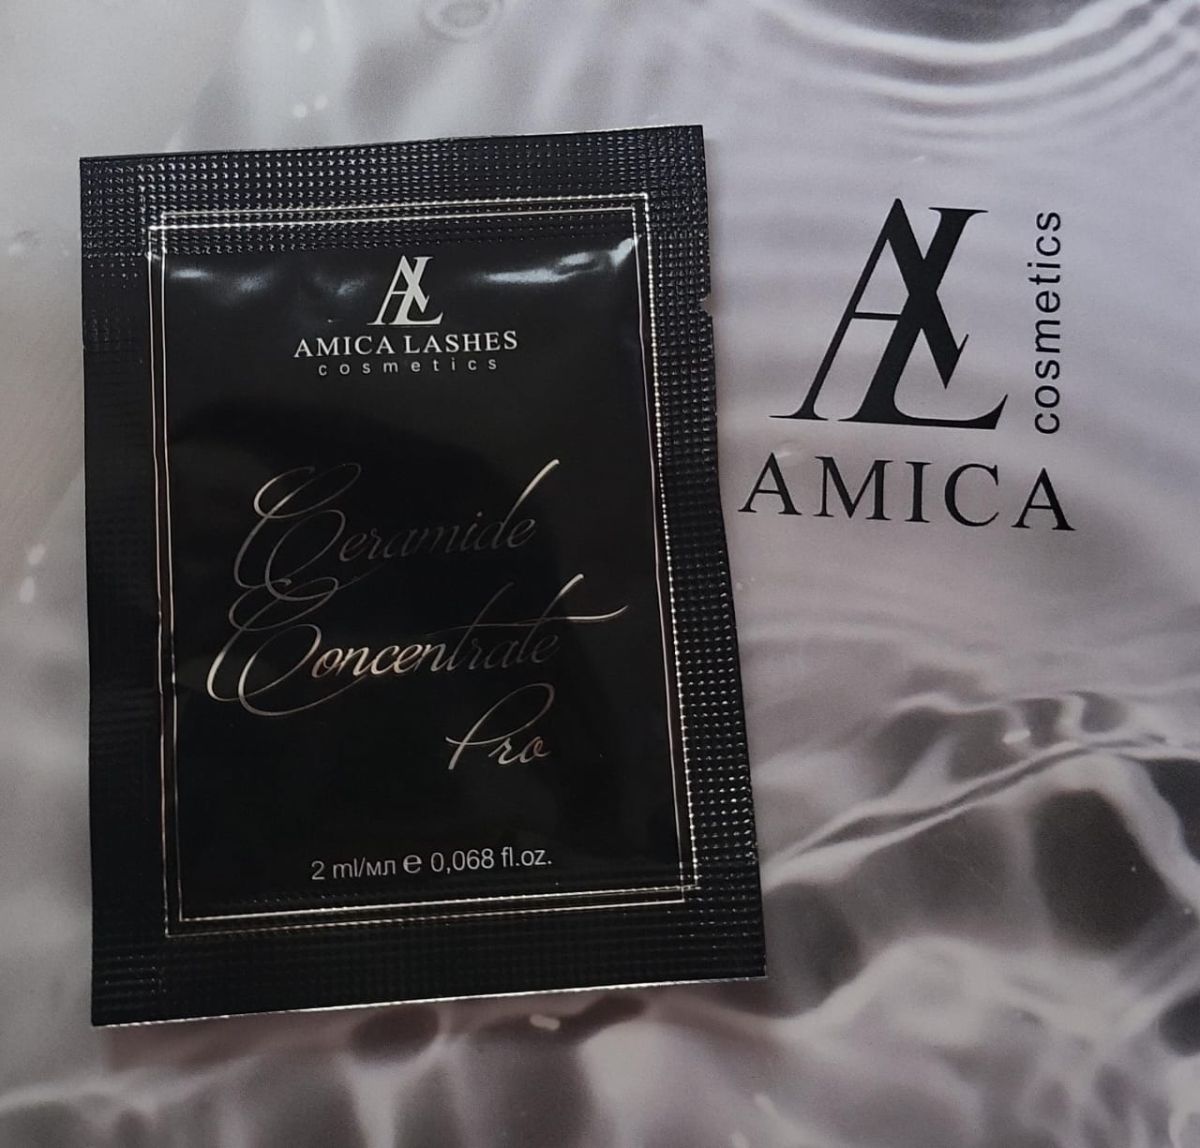 AL
AMICA LASHES
cosmetics
Ceramide
Concentrate
Pro
2 ml/мл e 0,068 fl.oz.
AL
cosmetics
AMICA